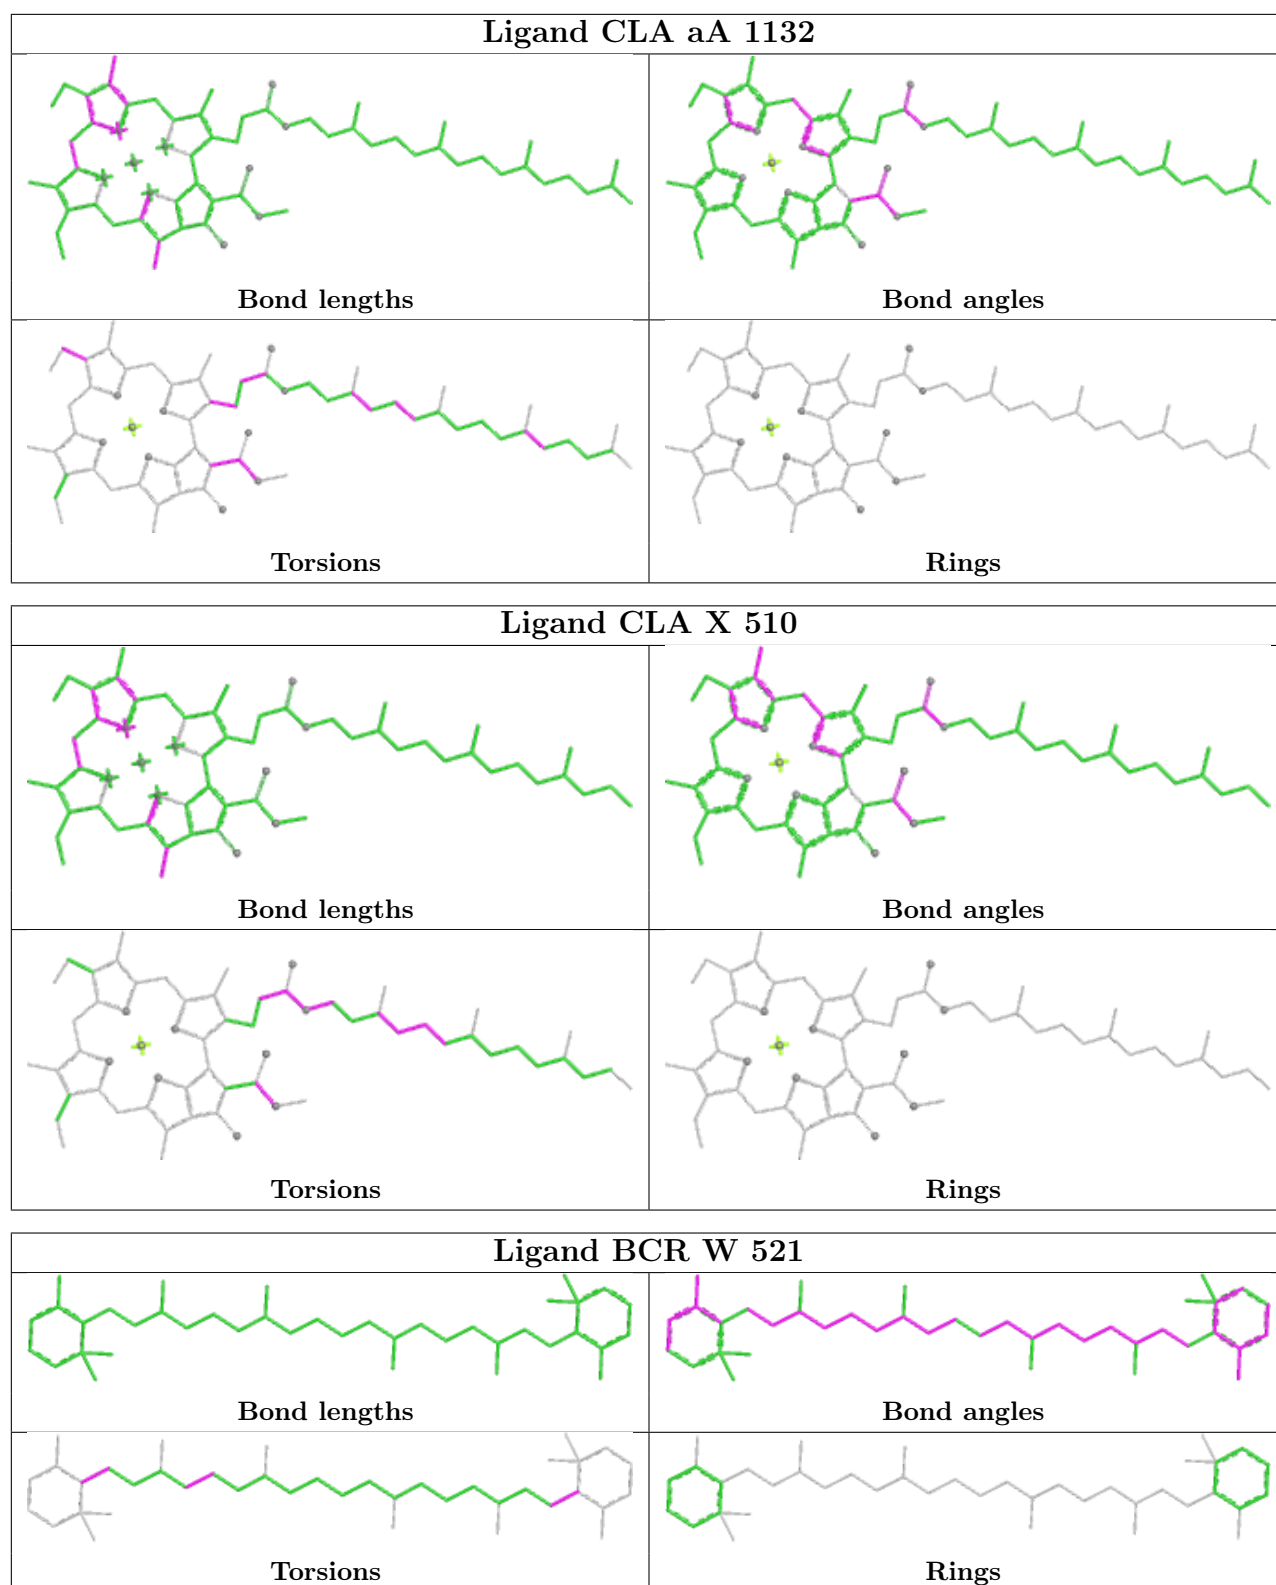 Ligand CLA aA 1132
Bond lengths
Bond angles
Torsions
Rings
Ligand CLA X 510
Bond lengths
Bond angles
Torsions
Rings
Ligand BCR W 521
Bond lengths
Bond angles
Torsions
Rings